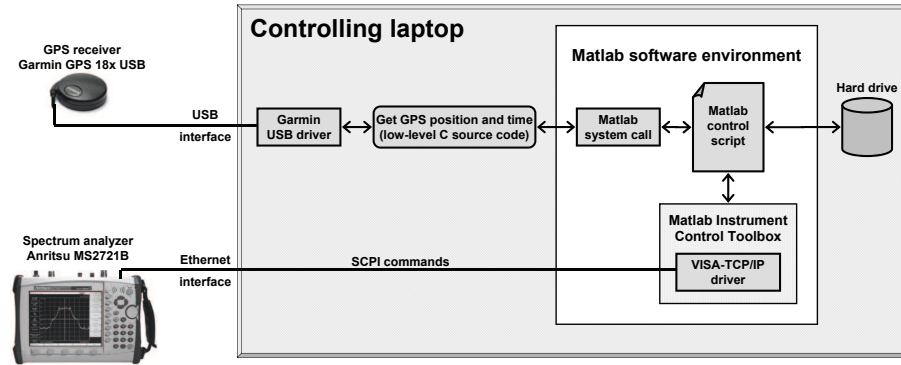 Controlling laptop
GPS receiver
Garmin GPS 18x USB
Matlab software environment
Hard drive
USB
interface
Garmin
USB driver
Get GPS position and time
(low-level C source code)
Matlab
system call
Matlab
control
script
Matlab Instrument
Control Toolbox
VISA-TCP/IP
driver
Spectrum analyzer
Anritsu MS2721B
Ethernet
interface
SCPI commands